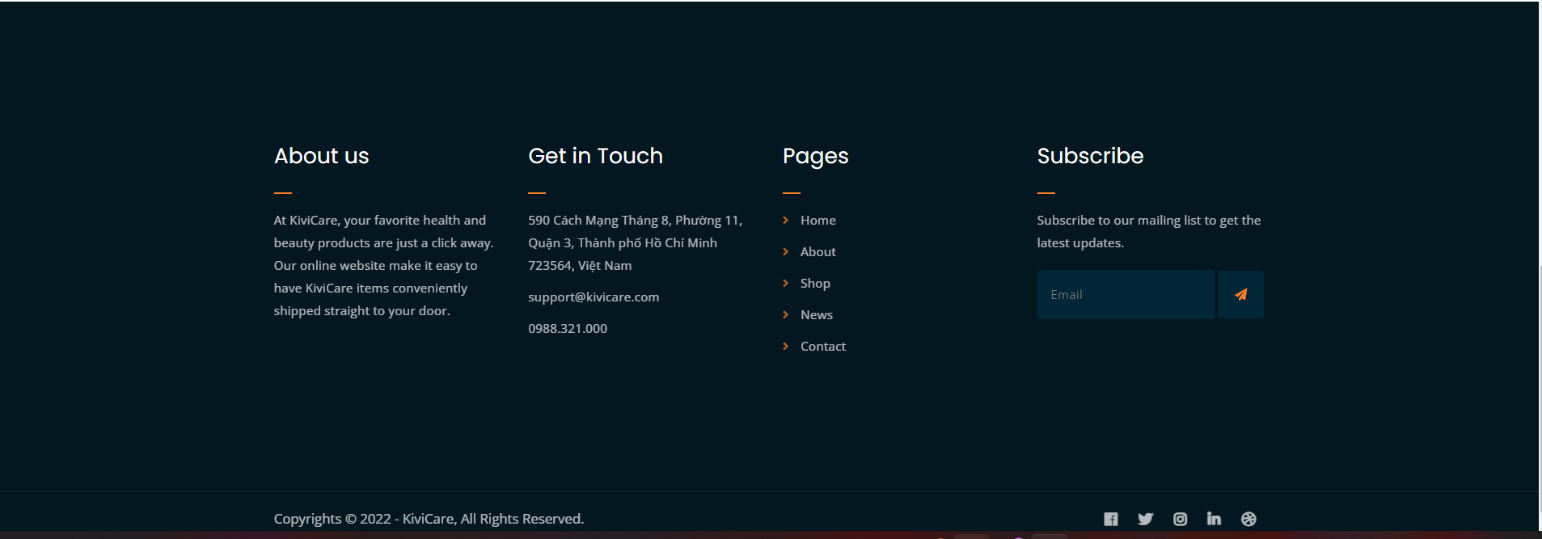 About us
At KiviCare, your favorite health and
beauty products are just a click away.
Our online website make it easy to
have KiviCare items conveniently
shipped straight to your door.
Get in Touch
590 Cách Mạng Tháng 8, Phường 11,
Quận 3, Thành phố Hồ Chí Minh
723564, Việt Nam
support@kivicare.com
0988.321.000
Pages
Home
About
Shop
News
Contact
Subscribe
Subscribe to our mailing list to get the
latest updates.
Email
Copyrights © 2022 - KiviCare, All Rights Reserved.